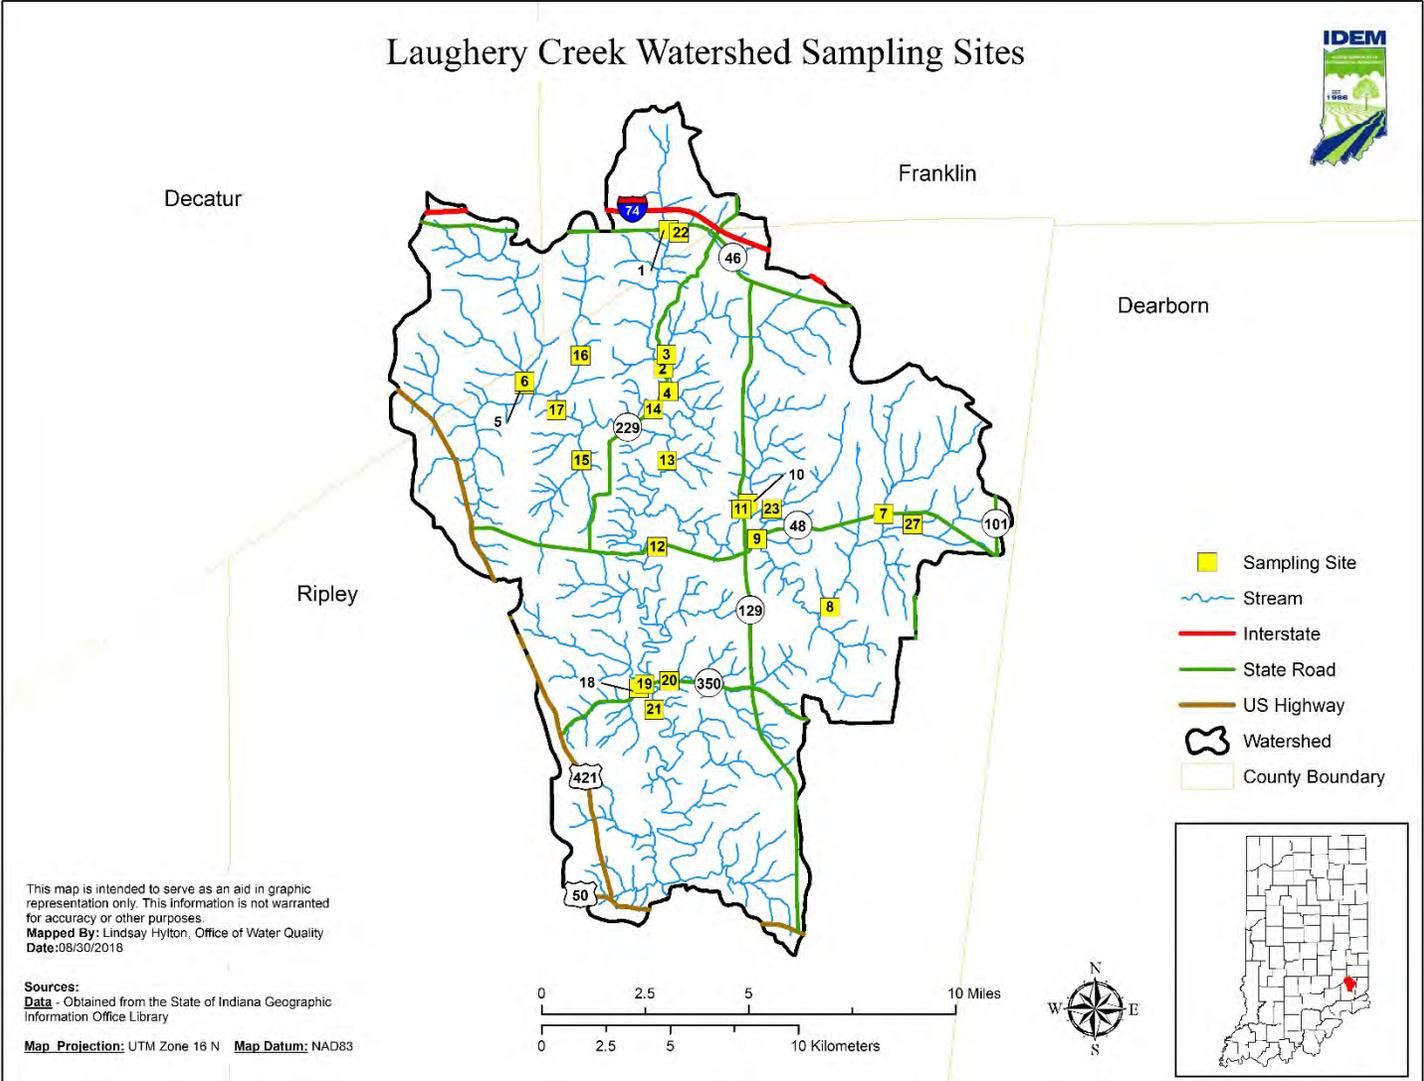 Laughery Creek Watershed Sampling Sites
IDEM
EST.
1986
Decatur
Franklin
74
22
1
46
Dearborn
16
3
2
6
4
17
14
5
229
15
13
10
11
23
7
48
27
101
9
12
Ripley
8
129
18
19
20
350
21
421
50
Sampling Site
Stream
Interstate
State Road
US Highway
Watershed
County Boundary
This map is intended to serve as an aid in graphic
representation only. This information is not warranted
for accuracy or other purposes.
Mapped By: Lindsay Hylton, Office of Water Quality
Date:08/30/2018
Sources:
Data - Obtained from the State of Indiana Geographic
Information Office Library
Map Projection: UTM Zone 16 N Map Datum: NAD83
0 2.5 5 10 Miles
0 2.5 5 10 Kilometers
N
W E
S